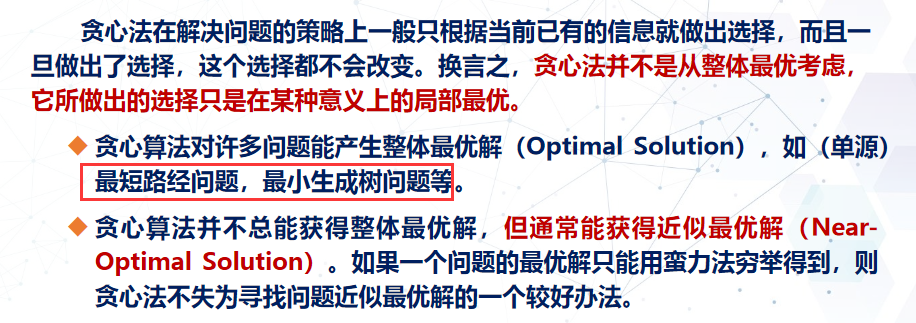 贪心法在解决问题的策略上一般只根据当前已有的信息就做出选择，而且一
旦做出了选择，这个选择都不会改变。换言之，贪心法并不是从整体最优考虑，
它所做出的选择只是在某种意义上的局部最优。
贪心算法对许多问题能产生整体最优解（Optimal Solution），如（单源）
最短路经问题，最小生成树问题等。
贪心算法并不总能获得整体最优解，但通常能获得近似最优解（Near-
Optimal Solution）。如果一个问题的最优解只能用蛮力法穷举得到，则
贪心法不失为寻找问题近似最优解的一个较好办法。